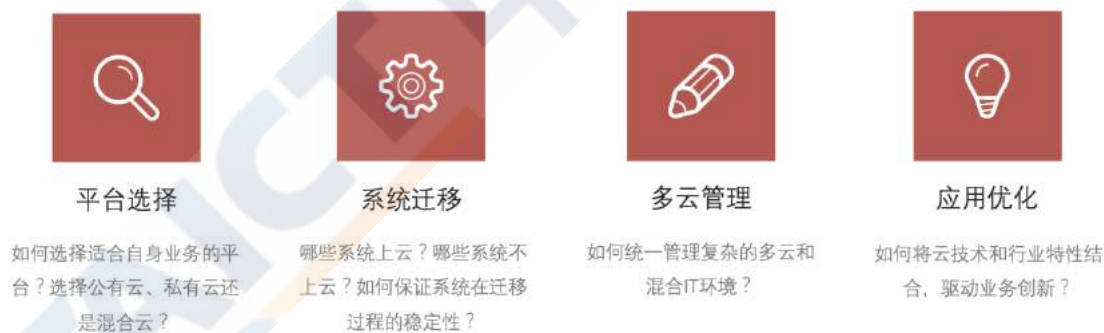 平台选择
如何选择适合自身业务的平
台？选择公有云、私有云还
是混合云？
系统迁移
哪些系统上云？哪些系统不
上云？如何保证系统在迁移
过程的稳定性？
多云管理
如何统一管理复杂的多云和
混合IT环境？
应用优化
如何将云技术和行业特性结
合，驱动业务创新？